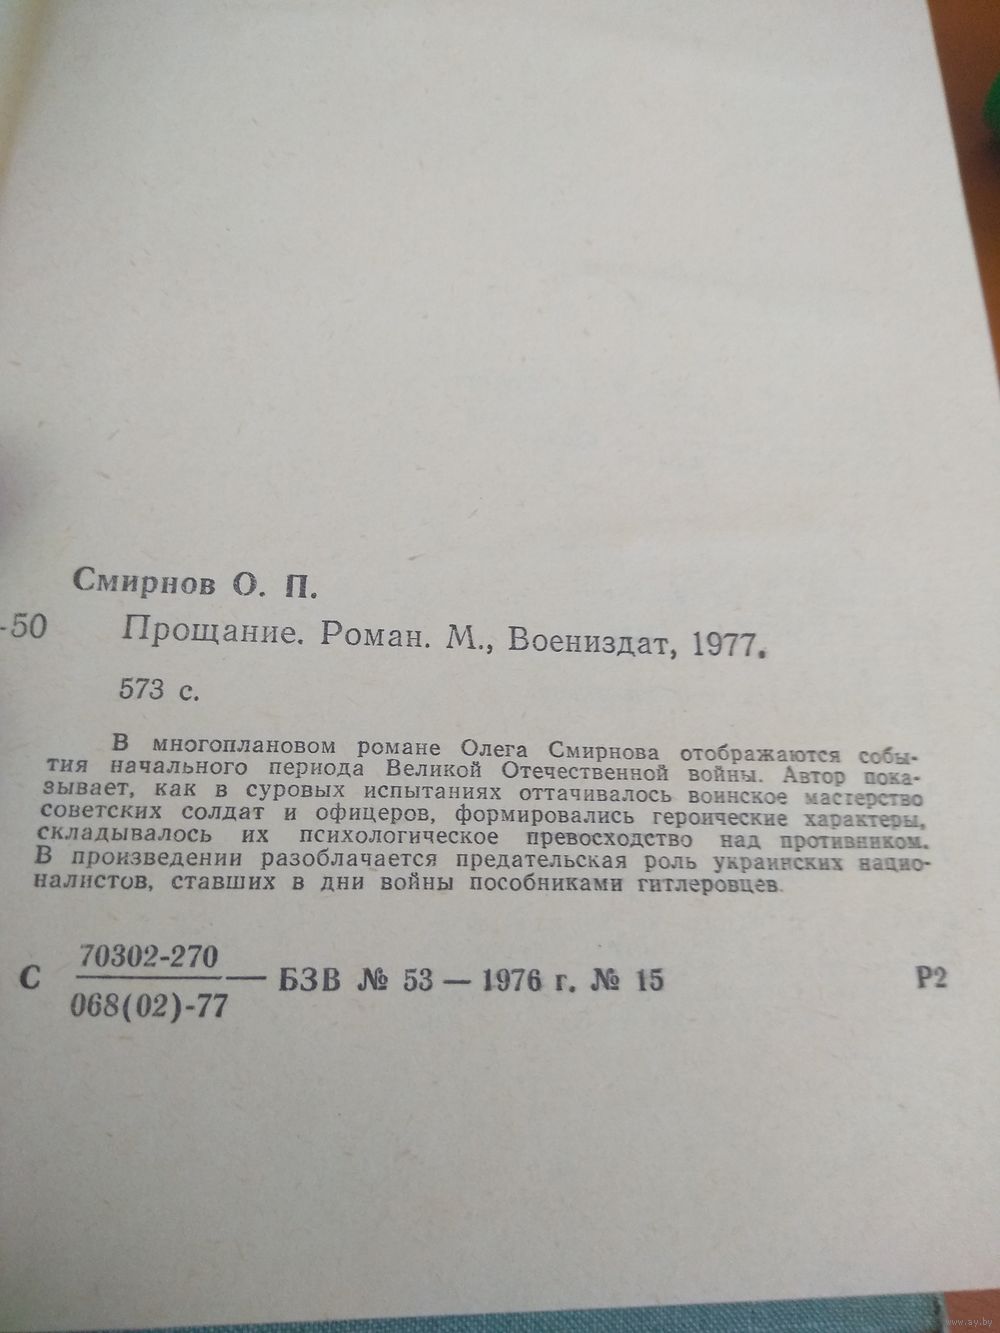 Смирнов О. П.
-50 Прощание. Роман. М., Воениздат, 1977.
573 с.
В многоплановом романе Олега Смирнова отображаются собы-
тия начального периода Великой Отечественной войны. Автор пока-
зывает, как в суровых испытаниях оттачивалось воинское мастерство
советских солдат и офицеров, формировались героические характеры,
складывалось их психологическое превосходство над противником.
В произведении разоблачается предательская роль украинских нацио-
налистов, ставших в дни войны пособниками гитлеровцев.
70302-270
С — БЗВ № 53 — 1976 г. № 15 Р2
068(02)-77
www.ay.by